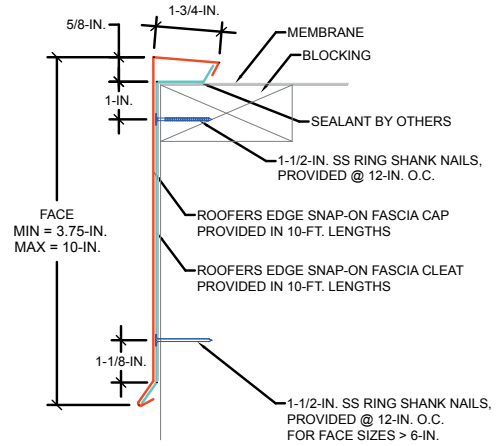 1-3/4-IN.
5/8-IN.
MEMBRANE
BLOCKING
1-IN.
SEALANT BY OTHERS
1-1/2-IN. SS RING SHANK NAILS,
PROVIDED @ 12-IN. O.C.
FACE
MIN = 3.75-IN.
MAX = 10-IN.
ROOFERS EDGE SNAP-ON FASCIA CAP
PROVIDED IN 10-FT. LENGTHS
ROOFERS EDGE SNAP-ON FASCIA CLEAT
PROVIDED IN 10-FT. LENGTHS
1-1/8-IN.
1-1/2-IN. SS RING SHANK NAILS,
PROVIDED @ 12-IN. O.C.
FOR FACE SIZES > 6-IN.